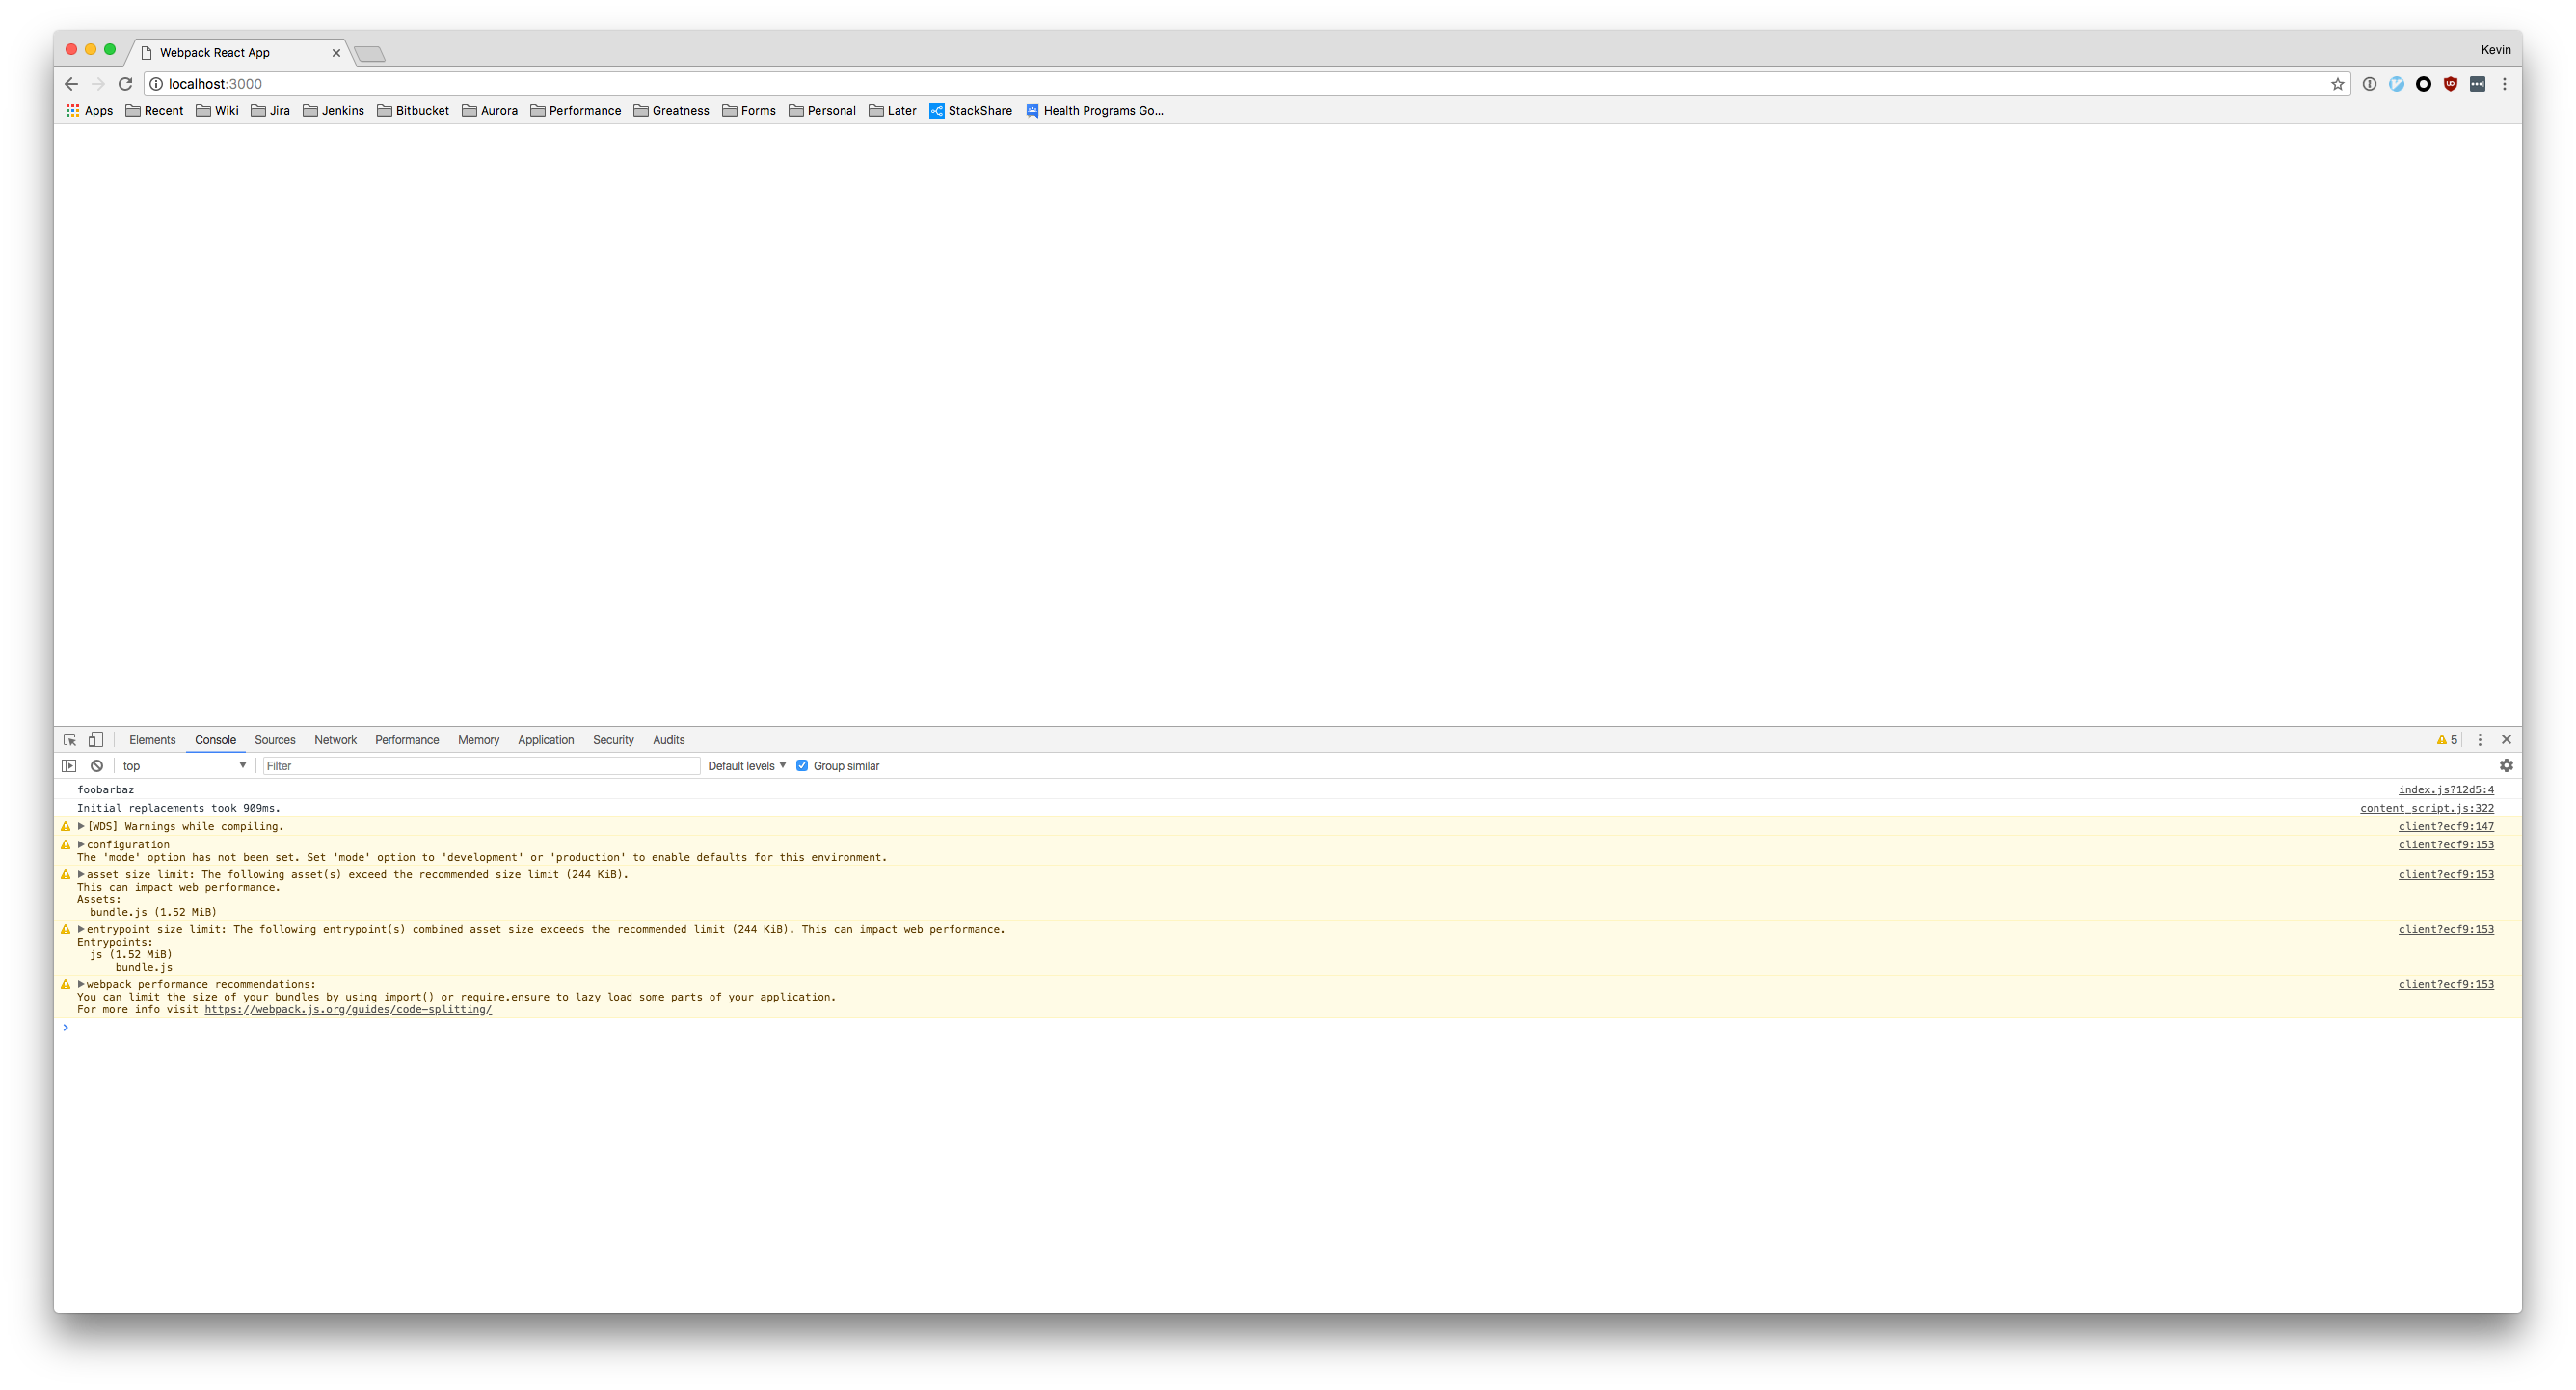 Webpack React App
Kevin
localhost:3000
Apps Recent Wiki Jira Jenkins Bitbucket Aurora Performance Greatness Forms Personal Later StackShare Health Programs Go...
Elements Console Sources Network Performance Memory Application Security Audits 5
top Filter Default levels Group similar
foobarbaz index.js?12d5:4
Initial replacements took 909ms. content_script.js:322
[WDS] Warnings while compiling. client?ecf9:147
configuration client?ecf9:153
The 'mode' option has not been set. Set 'mode' option to 'development' or 'production' to enable defaults for this environment.
asset size limit: The following asset(s) exceed the recommended size limit (244 KiB). client?ecf9:153
This can impact web performance.
Assets:
bundle.js (1.52 MiB)
entrypoint size limit: The following entrypoint(s) combined asset size exceeds the recommended limit (244 KiB). This can impact web performance. client?ecf9:153
Entrypoints:
js (1.52 MiB)
bundle.js
webpack performance recommendations: client?ecf9:153
You can limit the size of your bundles by using import() or require.ensure to lazy load some parts of your application.
For more info visit https://webpack.js.org/guides/code-splitting/